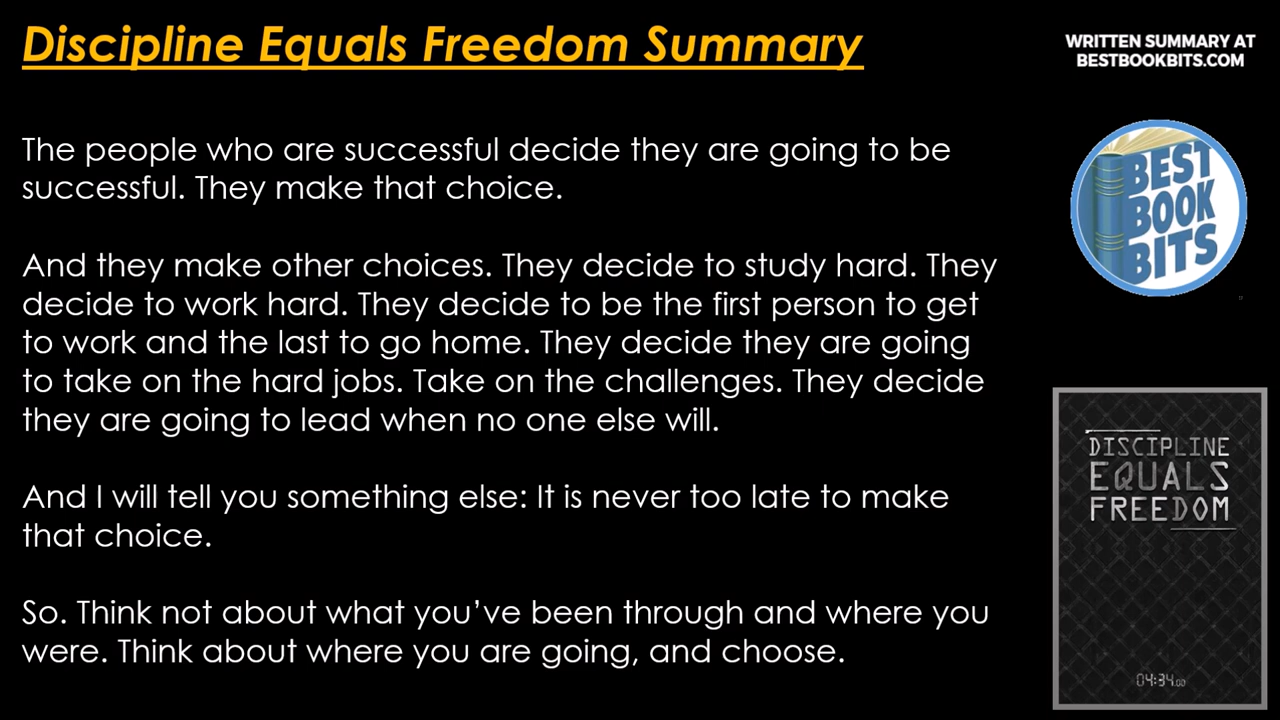 Discipline Equals Freedom Summary
WRITTEN SUMMARY AT
BESTBOOKBITS.COM
The people who are successful decide they are going to be
successful. They make that choice.
And they make other choices. They decide to study hard. They
decide to work hard. They decide to be the first person to get
to work and the last to go home. They decide they are going
to take on the hard jobs. Take on the challenges. They decide
they are going to lead when no one else will.
And I will tell you something else: It is never too late to make
that choice.
So. Think not about what you’ve been through and where you
were. Think about where you are going, and choose.
BEST
BOOK
BITS
DISCIPLINE
EQUALS
FREEDOM
04:34.00